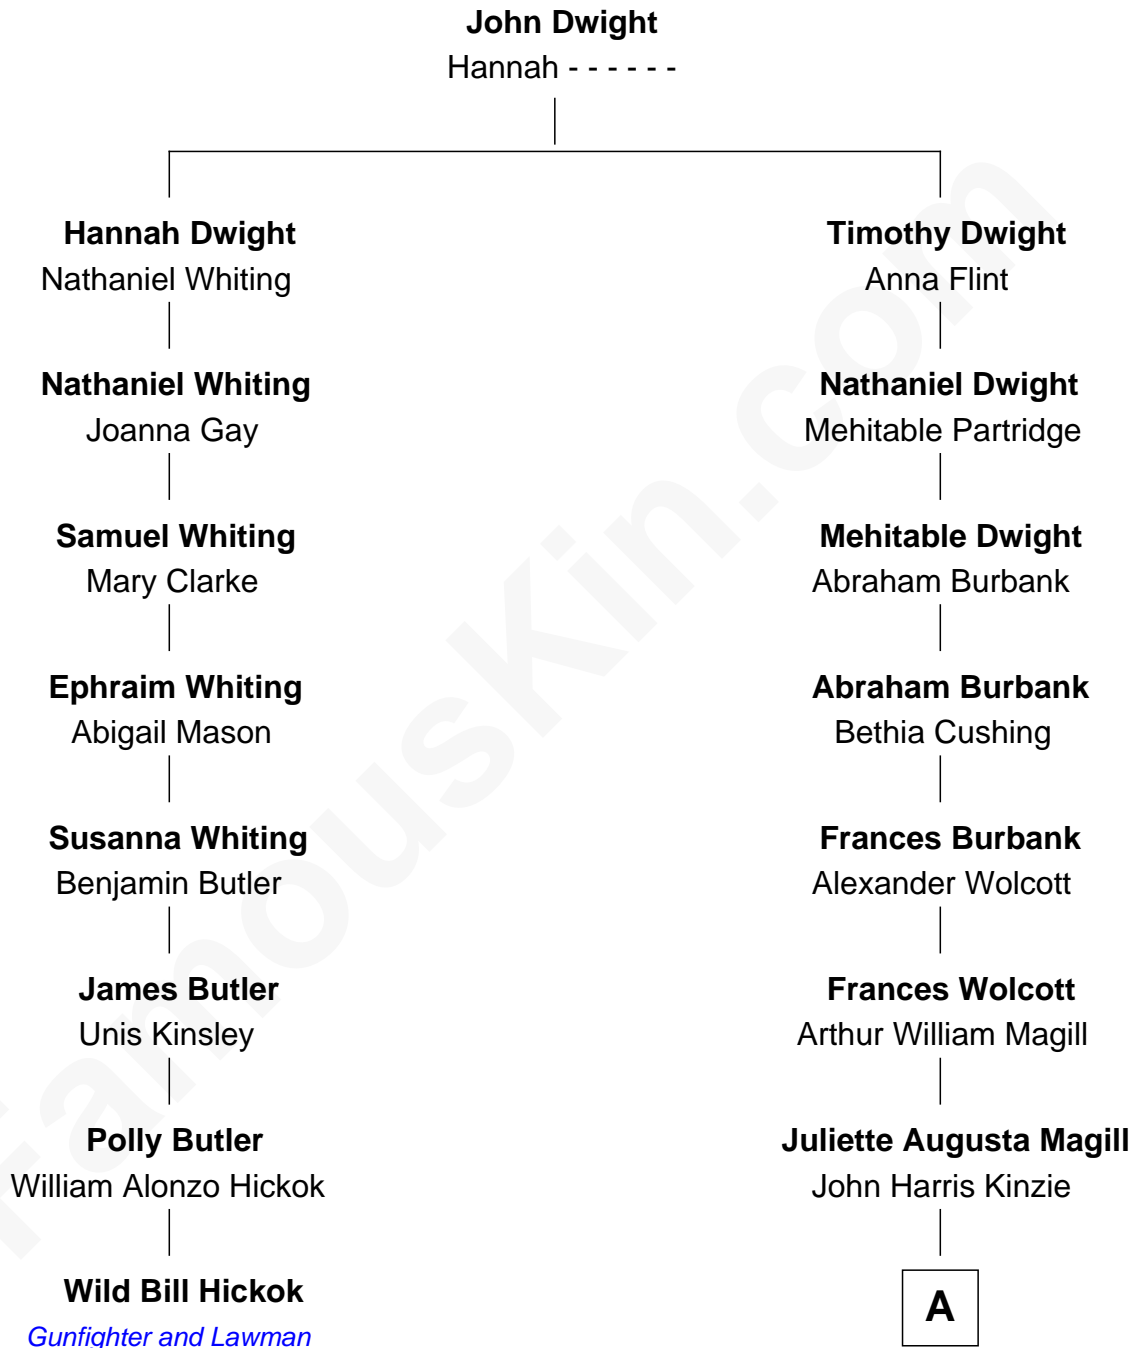 John Dwight
Hannah - - - - - -
Hannah Dwight
Nathaniel Whiting
Timothy Dwight
Anna Flint
Nathaniel Whiting
Joanna Gay
Nathaniel Dwight
Mehitable Partridge
Samuel Whiting
Mary Clarke
Mehitable Dwight
Abraham Burbank
Ephraim Whiting
Abigail Mason
Abraham Burbank
Bethia Cushing
Susanna Whiting
Benjamin Butler
Frances Burbank
Alexander Wolcott
James Butler
Unis Kinsley
Frances Wolcott
Arthur William Magill
Polly Butler
William Alonzo Hickok
Juliette Augusta Magill
John Harris Kinzie
Wild Bill Hickok
Gunfighter and Lawman
A
FamousKin.com